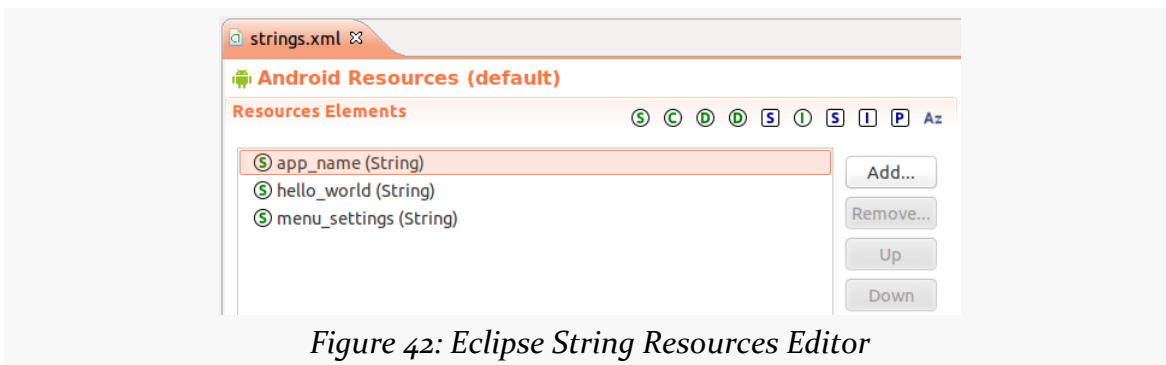 strings.xml
Android Resources (default)
Resources Elements
S C D D S I S I P Az
S app_name (String)
S hello_world (String)
S menu_settings (String)
Add...
Remove...
Up
Down
Figure 42: Eclipse String Resources Editor